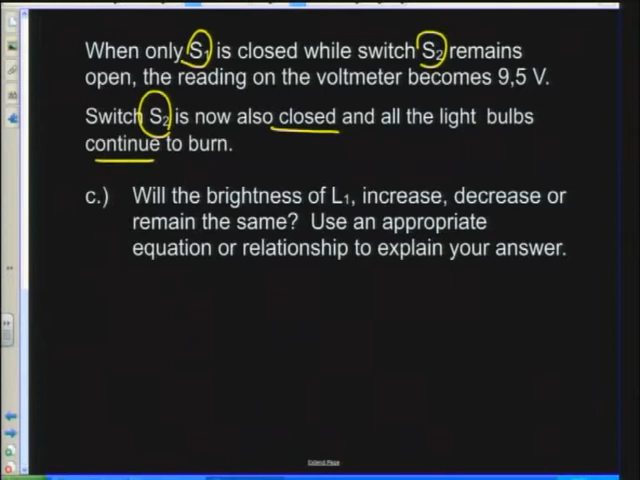 When only S1 is closed while switch S2 remains
open, the reading on the voltmeter becomes 9,5 V.
Switch S2 is now also closed and all the light bulbs
continue to burn.
c.) Will the brightness of L1, increase, decrease or
remain the same? Use an appropriate
equation or relationship to explain your answer.
Extend Page